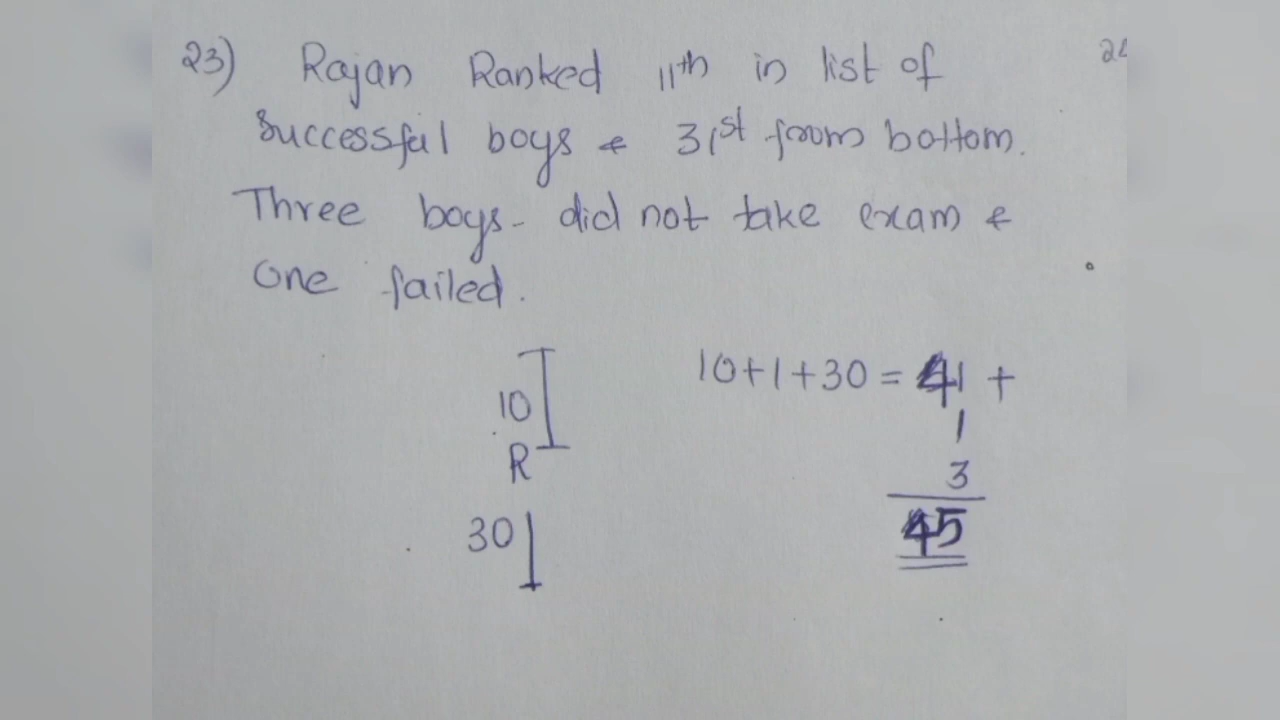 23) Rajan Ranked 11th in list of
Successful boys & 31st from bottom.
Three boys- did not take exam &
One failed.
10
R
30
10+1+30 = 41 +
1
3
45